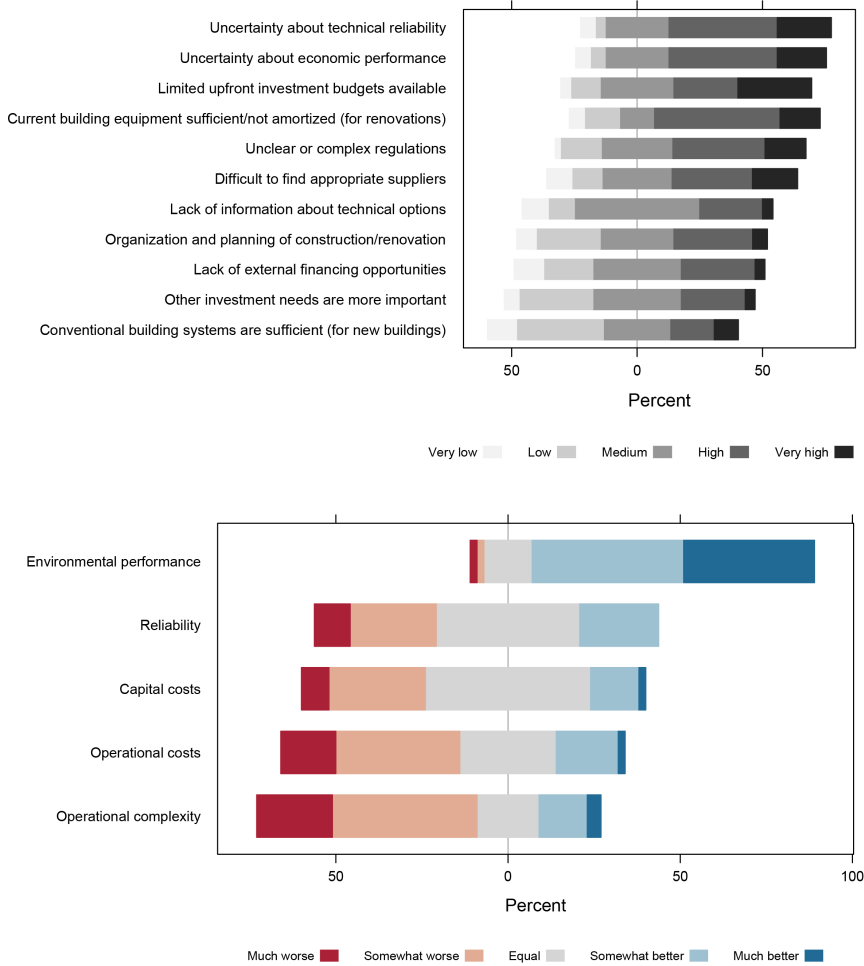 Uncertainty about technical reliability
Uncertainty about economic performance
Limited upfront investment budgets available
Current building equipment sufficient/not amortized (for renovations)
Unclear or complex regulations
Difficult to find appropriate suppliers
Lack of information about technical options
Organization and planning of construction/renovation
Lack of external financing opportunities
Other investment needs are more important
Conventional building systems are sufficient (for new buildings)
50 0 50
Percent
Very low Low Medium High Very high
Environmental performance
Reliability
Capital costs
Operational costs
Operational complexity
50 0 50 100
Percent
Much worse Somewhat worse Equal Somewhat better Much better